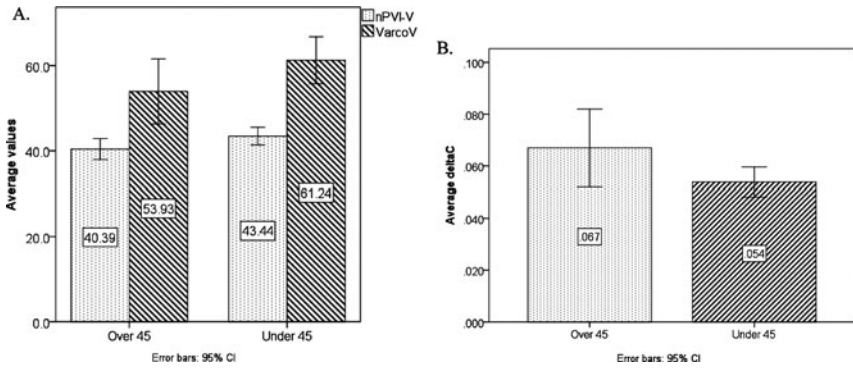 A.
nPVI-V
VarcoV
Average values
60.0
40.0
20.0
0.0
40.39
53.93
43.44
61.24
Over 45
Under 45
Error bars: 95% CI
B.
Average deltaC
.100
.080
.060
.040
.020
.000
.067
.054
Over 45
Under 45
Error bars: 95% CI